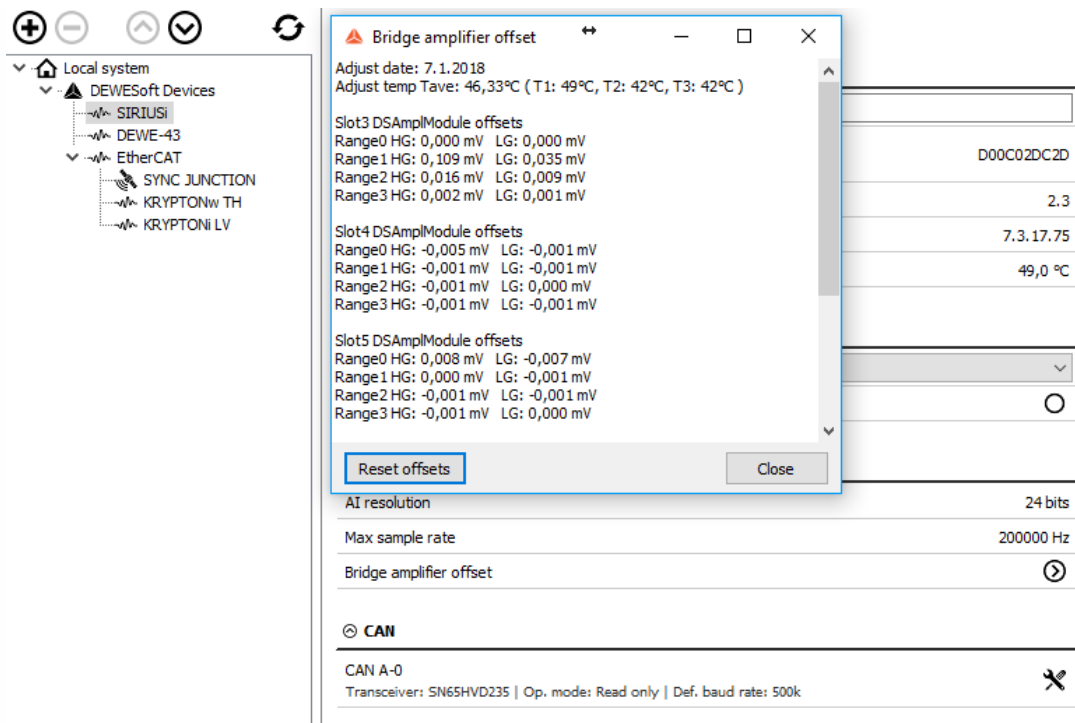 Local system
DEWESoft Devices
SIRIUSi
DEWE-43
EtherCAT
SYNC JUNCTION
KRYPTONw TH
KRYPTONi LV
Bridge amplifier offset
Adjust date: 7.1.2018
Adjust temp Tave: 46,33°C ( T1: 49°C, T2: 42°C, T3: 42°C )
Slot3 DSAmplModule offsets
Range0 HG: 0,000 mV LG: 0,000 mV
Range1 HG: 0,109 mV LG: 0,035 mV
Range2 HG: 0,016 mV LG: 0,009 mV
Range3 HG: 0,002 mV LG: 0,001 mV
Slot4 DSAmplModule offsets
Range0 HG: -0,005 mV LG: -0,001 mV
Range1 HG: -0,001 mV LG: -0,001 mV
Range2 HG: -0,001 mV LG: 0,000 mV
Range3 HG: -0,001 mV LG: -0,001 mV
Slot5 DSAmplModule offsets
Range0 HG: 0,008 mV LG: -0,007 mV
Range1 HG: 0,000 mV LG: -0,001 mV
Range2 HG: -0,001 mV LG: -0,001 mV
Range3 HG: -0,001 mV LG: 0,000 mV
Reset offsets Close
D00C02DC2D
2.3
7.3.17.75
49,0 °C
AI resolution 24 bits
Max sample rate 200000 Hz
Bridge amplifier offset
CAN
CAN A-0
Transceiver: SN65HVD235 | Op. mode: Read only | Def. baud rate: 500k